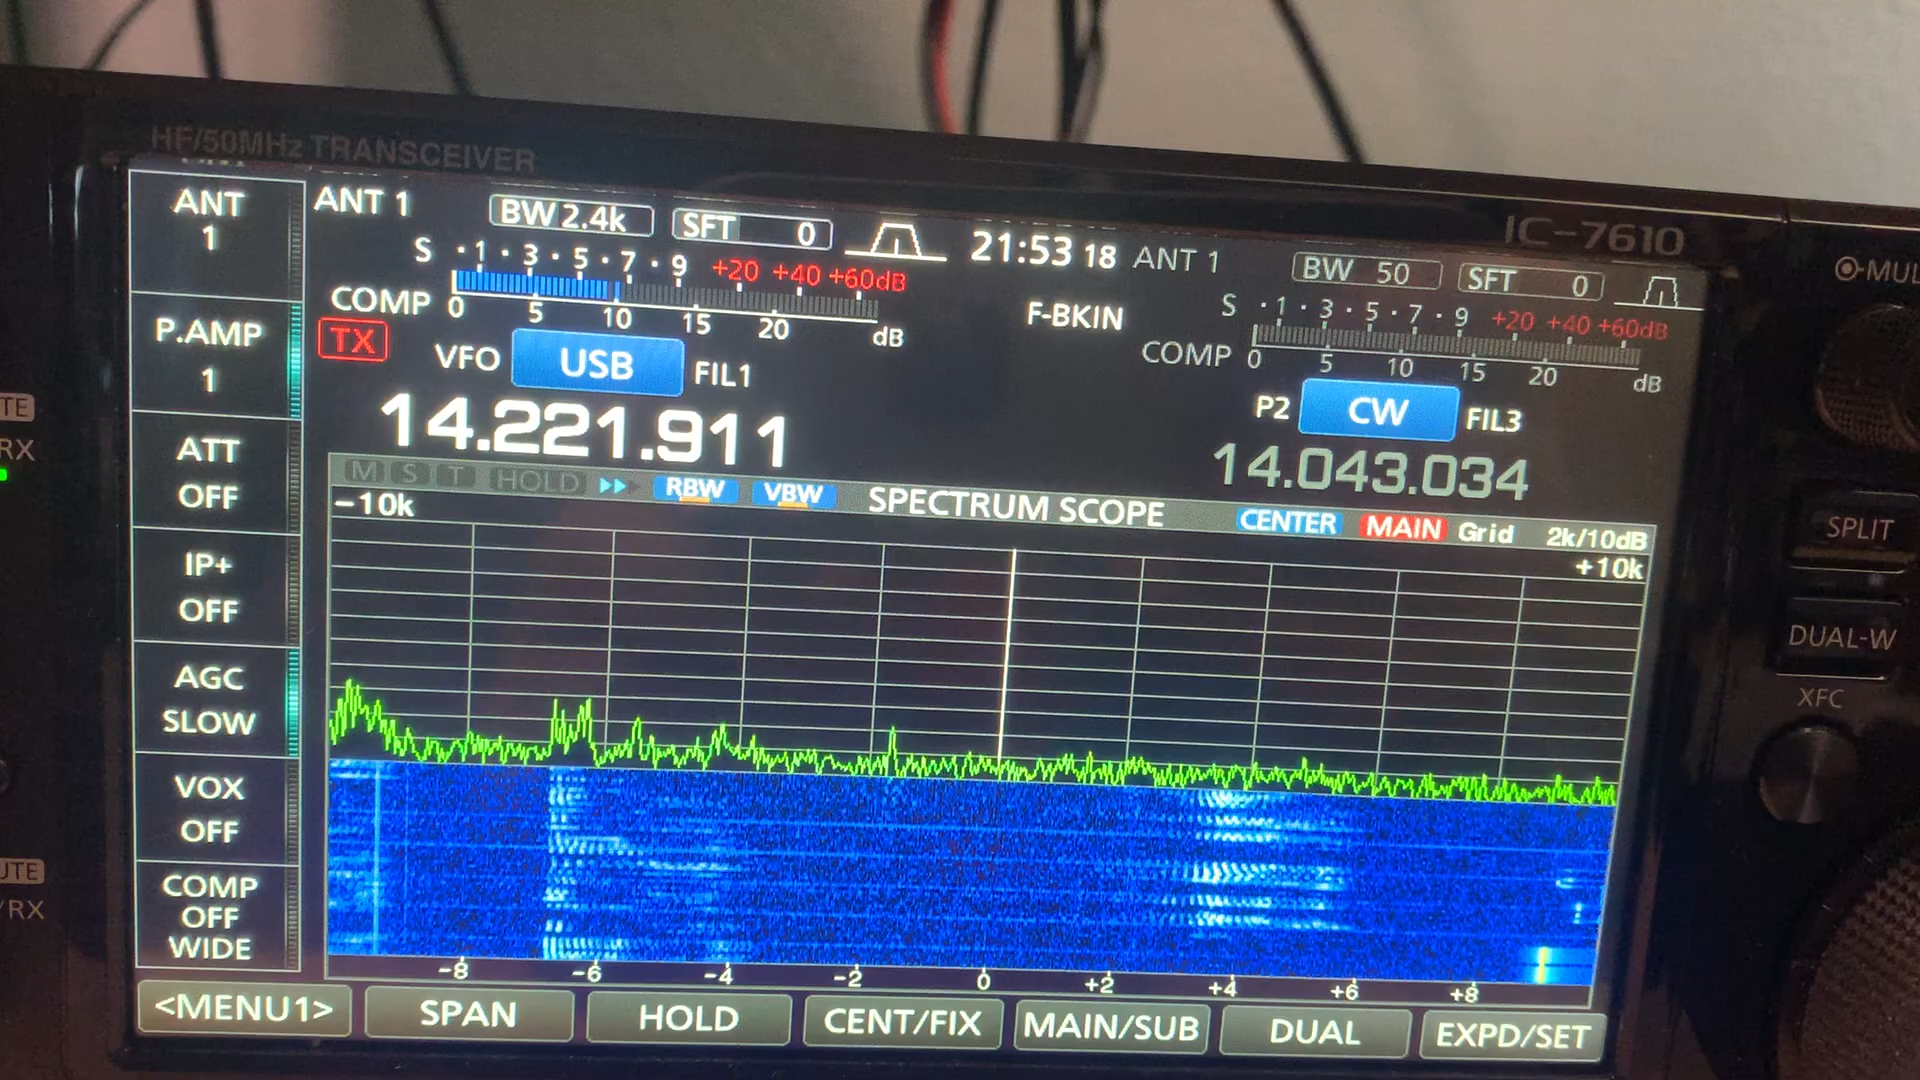 HF/50MHz TRANSCEIVER
IC-7610
ANT
1
P.AMP
1
ATT
OFF
IP+
OFF
AGC
SLOW
VOX
OFF
COMP
OFF
WIDE
ANT 1
BW 2.4k
SFT 0
21:53 18
S ·1·3·5·7·9 +20 +40 +60dB
COMP 0 5 10 15 20 dB
TX
VFO USB FIL1
14.221.911
F-BKIN
ANT 1
BW 50
SFT 0
S ·1·3·5·7·9 +20 +40 +60dB
COMP 0 5 10 15 20 dB
P2 CW FIL3
14.043.034
M S T HOLD RBW VBW SPECTRUM SCOPE CENTER MAIN Grid 2k/10dB
-10k +10k
-8 -6 -4 -2 0 +2 +4 +6 +8
<MENU1> SPAN HOLD CENT/FIX MAIN/SUB DUAL EXPD/SET
SPLIT
DUAL-W
XFC